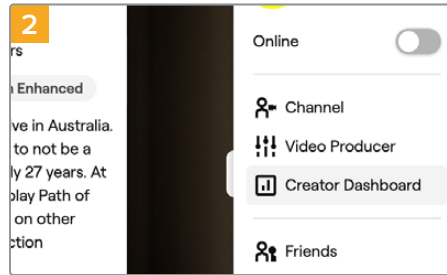 2
rs
Enhanced
ve in Australia.
to not be a
ly 27 years. At
play Path of
on other
ction
Online
Channel
Video Producer
Creator Dashboard
Friends